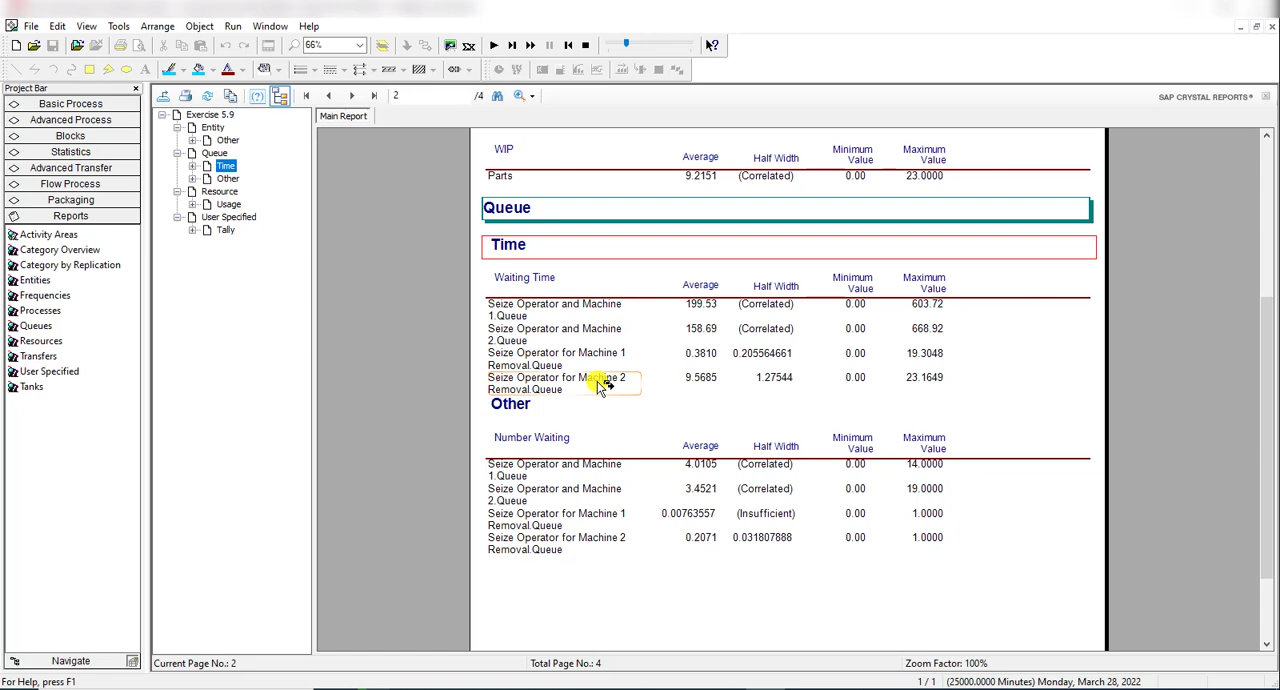 File Edit View Tools Arrange Object Run Window Help
66%
Project Bar
Basic Process
Advanced Process
Blocks
Statistics
Advanced Transfer
Flow Process
Packaging
Reports
Activity Areas
Category Overview
Category by Replication
Entities
Frequencies
Processes
Queues
Resources
Transfers
User Specified
Tanks
Navigate
2 /4
SAP CRYSTAL REPORTS®
Exercise 5.9
Entity
Other
Queue
Time
Other
Resource
Usage
User Specified
Tally
Main Report
WIP Average Half Width Minimum Value Maximum Value
Parts 9.2151 (Correlated) 0.00 23.0000
Queue
Time
Waiting Time Average Half Width Minimum Value Maximum Value
Seize Operator and Machine 199.53 (Correlated) 0.00 603.72
1.Queue
Seize Operator and Machine 158.69 (Correlated) 0.00 668.92
2.Queue
Seize Operator for Machine 1 0.3810 0.205564661 0.00 19.3048
Removal.Queue
Seize Operator for Machine 2 9.5685 1.27544 0.00 23.1649
Removal.Queue
Other
Number Waiting Average Half Width Minimum Value Maximum Value
Seize Operator and Machine 4.0105 (Correlated) 0.00 14.0000
1.Queue
Seize Operator and Machine 3.4521 (Correlated) 0.00 19.0000
2.Queue
Seize Operator for Machine 1 0.00763557 (Insufficient) 0.00 1.0000
Removal.Queue
Seize Operator for Machine 2 0.2071 0.031807888 0.00 1.0000
Removal.Queue
Current Page No.: 2 Total Page No.: 4 Zoom Factor: 100%
For Help, press F1 1 / 1 (25000.0000 Minutes) Monday, March 28, 2022